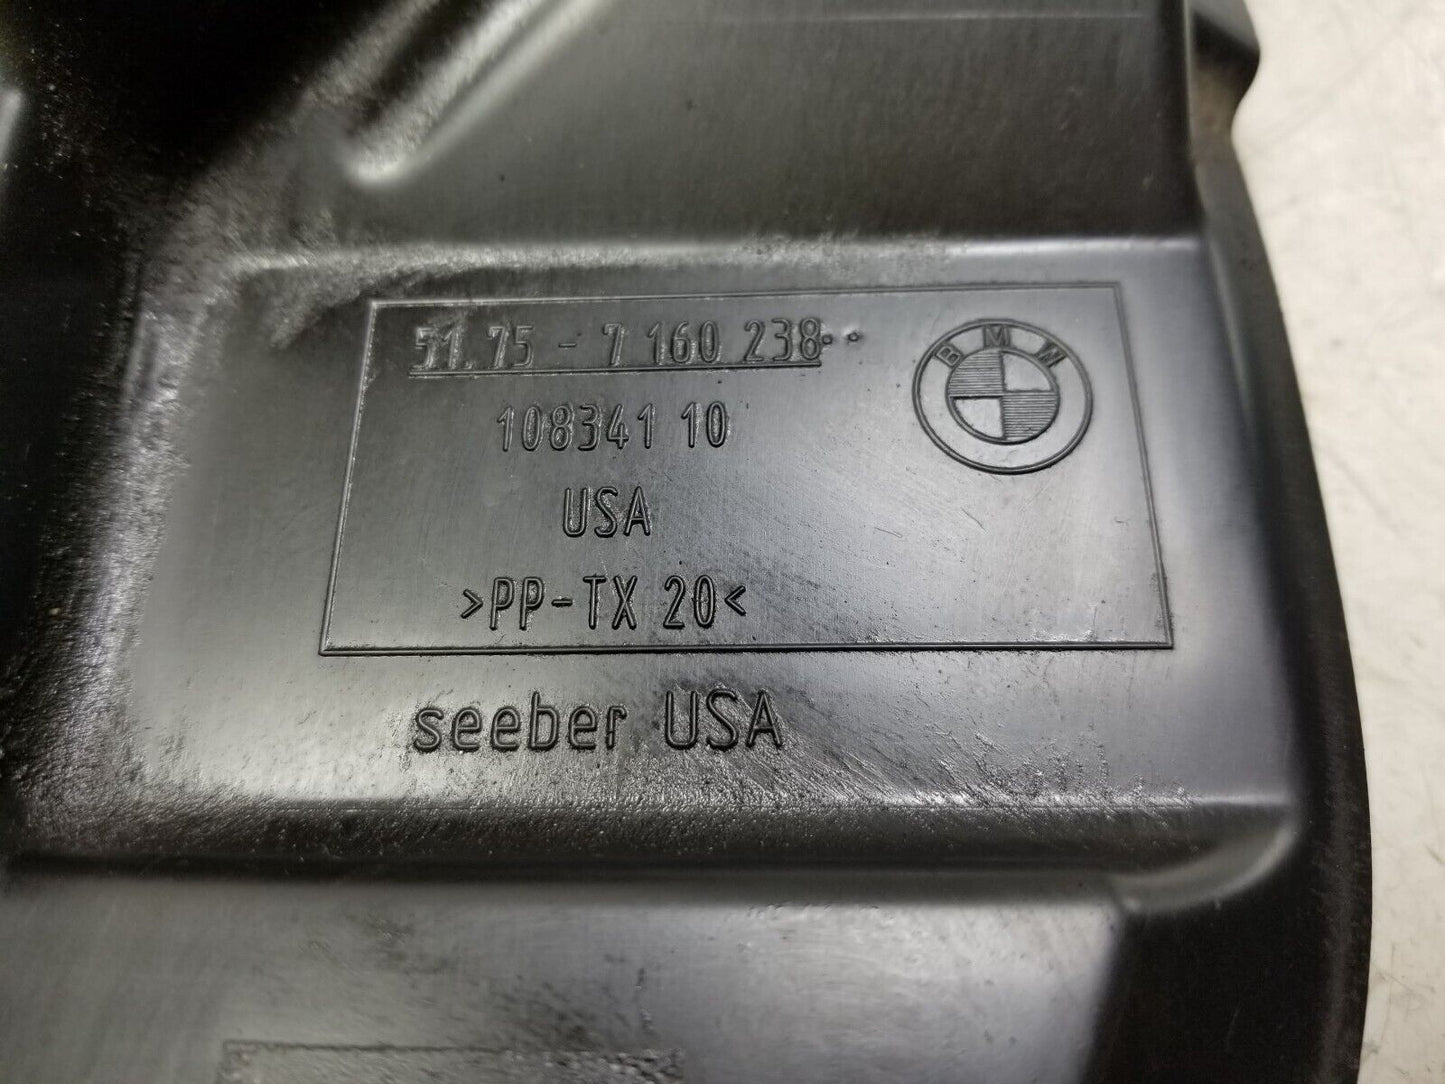 51.75 - 7 160 238··
BMW
108341 10
USA
>PP-TX 20<
seeber USA